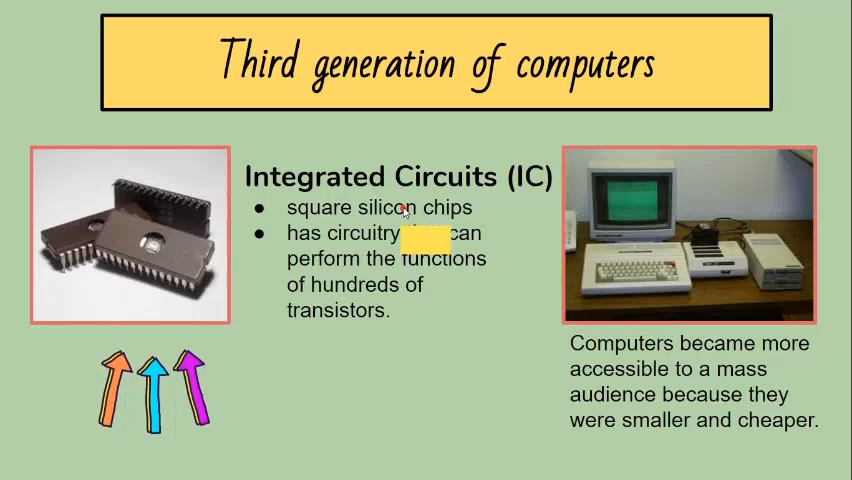 Third generation of computers
Integrated Circuits (IC)
● square silicon chips
● has circuitry can
perform the functions
of hundreds of
transistors.
Computers became more
accessible to a mass
audience because they
were smaller and cheaper.